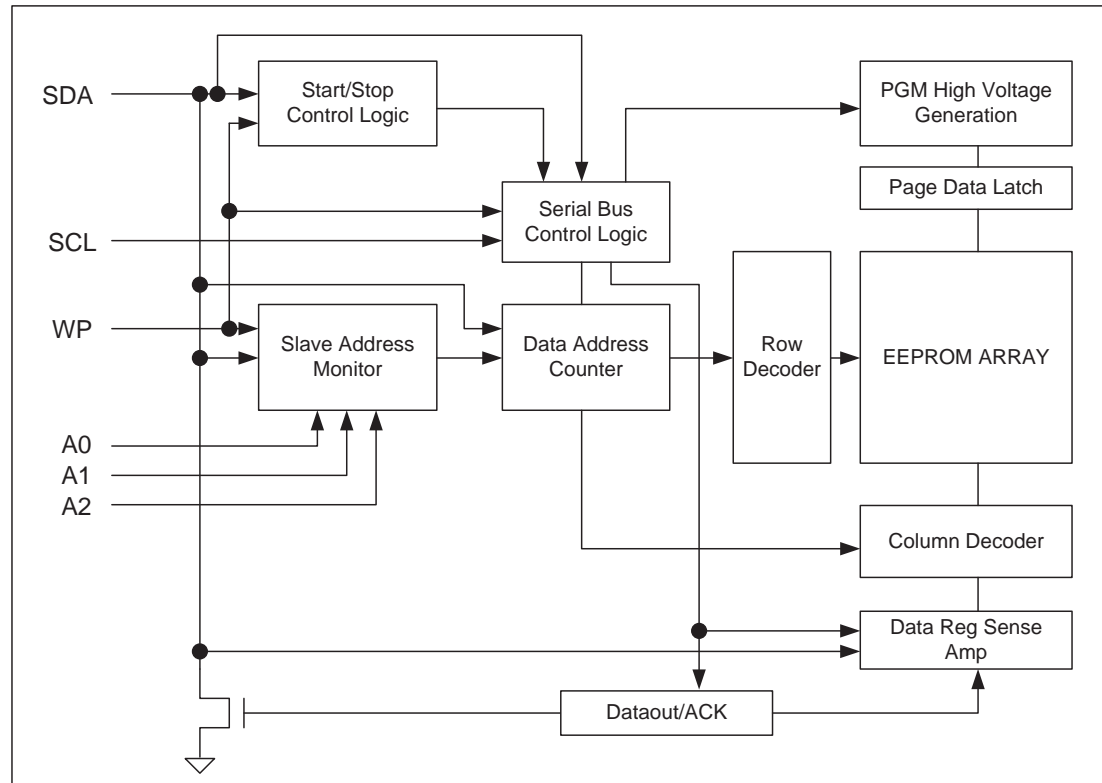 SDA
Start/Stop
Control Logic
PGM High Voltage
Generation
Page Data Latch
Serial Bus
Control Logic
SCL
WP
Slave Address
Monitor
Data Address
Counter
Row
Decoder
EEPROM ARRAY
A0
A1
A2
Column Decoder
Data Reg Sense
Amp
Dataout/ACK